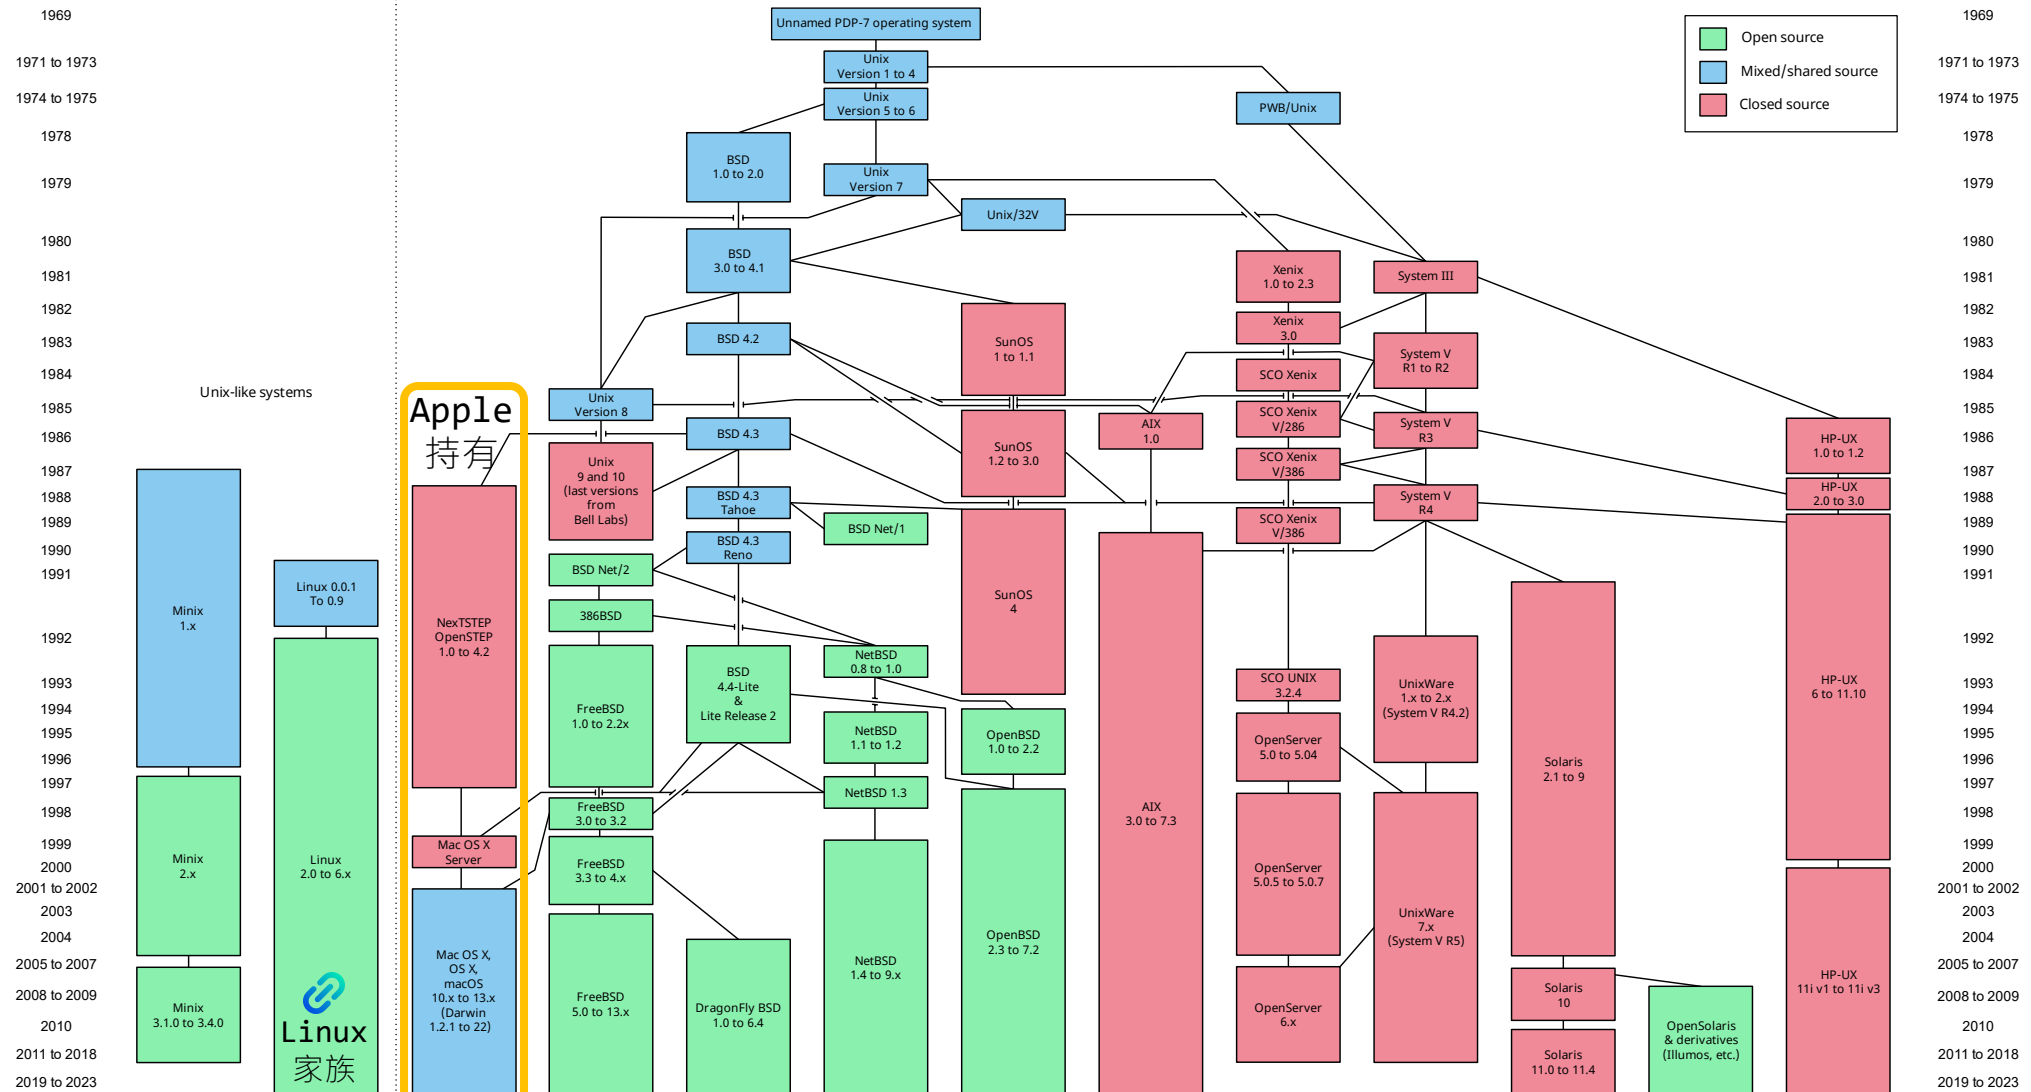 1969
1971 to 1973
1974 to 1975
1978
1979
1980
1981
1982
1983
1984
1985
1986
1987
1988
1989
1990
1991
1992
1993
1994
1995
1996
1997
1998
1999
2000
2001 to 2002
2003
2004
2005 to 2007
2008 to 2009
2010
2011 to 2018
2019 to 2023
Unix-like systems
Minix
1.x
Minix
2.x
Minix
3.1.0 to 3.4.0
Linux 0.0.1
To 0.9
Linux
2.0 to 6.x
Linux
家族
Apple
持有
NexTSTEP
OpenSTEP
1.0 to 4.2
Mac OS X
Server
Mac OS X,
OS X,
macOS
10.x to 13.x
(Darwin
1.2.1 to 22)
Unix
Version 8
Unix
9 and 10
(last versions
from
Bell Labs)
BSD Net/2
386BSD
FreeBSD
1.0 to 2.2x
FreeBSD
3.0 to 3.2
FreeBSD
3.3 to 4.x
FreeBSD
5.0 to 13.x
BSD
1.0 to 2.0
BSD
3.0 to 4.1
BSD 4.2
BSD 4.3
BSD 4.3
Tahoe
BSD 4.3
Reno
BSD
4.4-Lite
&
Lite Release 2
DragonFly BSD
1.0 to 6.4
Unnamed PDP-7 operating system
Unix
Version 1 to 4
Unix
Version 5 to 6
Unix
Version 7
BSD Net/1
NetBSD
0.8 to 1.0
NetBSD
1.1 to 1.2
NetBSD 1.3
NetBSD
1.4 to 9.x
Unix/32V
SunOS
1 to 1.1
SunOS
1.2 to 3.0
SunOS
4
OpenBSD
1.0 to 2.2
OpenBSD
2.3 to 7.2
AIX
1.0
AIX
3.0 to 7.3
PWB/Unix
Xenix
1.0 to 2.3
Xenix
3.0
SCO Xenix
SCO Xenix
V/286
SCO Xenix
V/386
SCO Xenix
V/386
SCO UNIX
3.2.4
OpenServer
5.0 to 5.04
OpenServer
5.0.5 to 5.0.7
OpenServer
6.x
System III
System V
R1 to R2
System V
R3
System V
R4
UnixWare
1.x to 2.x
(System V R4.2)
UnixWare
7.x
(System V R5)
Solaris
2.1 to 9
Solaris
10
Solaris
11.0 to 11.4
OpenSolaris
& derivatives
(Illumos, etc.)
HP-UX
1.0 to 1.2
HP-UX
2.0 to 3.0
HP-UX
6 to 11.10
HP-UX
11i v1 to 11i v3
Open source
Mixed/shared source
Closed source
1969
1971 to 1973
1974 to 1975
1978
1979
1980
1981
1982
1983
1984
1985
1986
1987
1988
1989
1990
1991
1992
1993
1994
1995
1996
1997
1998
1999
2000
2001 to 2002
2003
2004
2005 to 2007
2008 to 2009
2010
2011 to 2018
2019 to 2023